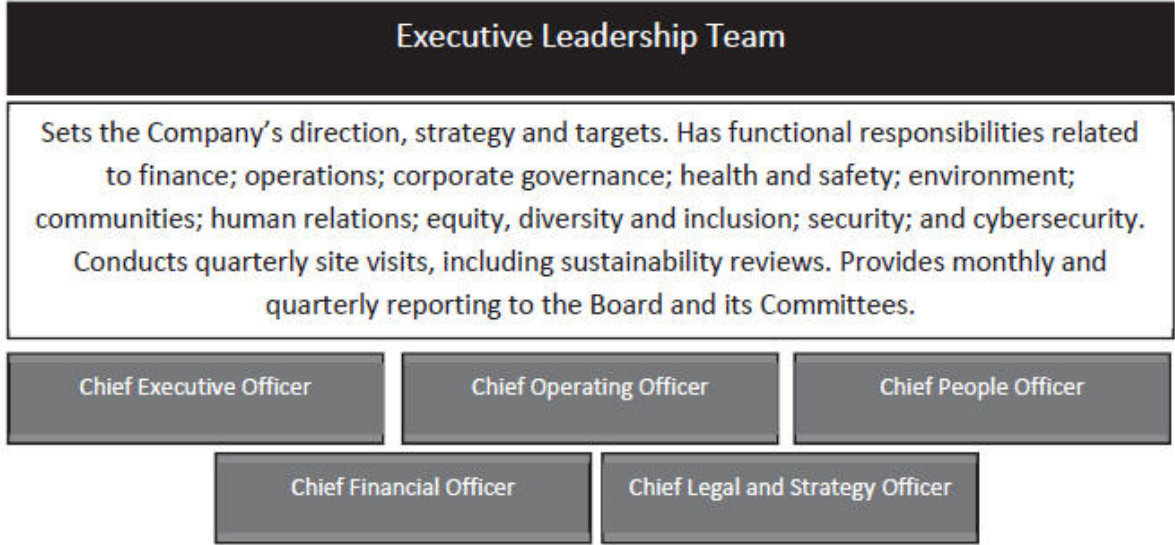 Executive Leadership Team
Sets the Company’s direction, strategy and targets. Has functional responsibilities related
to finance; operations; corporate governance; health and safety; environment;
communities; human relations; equity, diversity and inclusion; security; and cybersecurity.
Conducts quarterly site visits, including sustainability reviews. Provides monthly and
quarterly reporting to the Board and its Committees.
Chief Executive Officer
Chief Operating Officer
Chief People Officer
Chief Financial Officer
Chief Legal and Strategy Officer